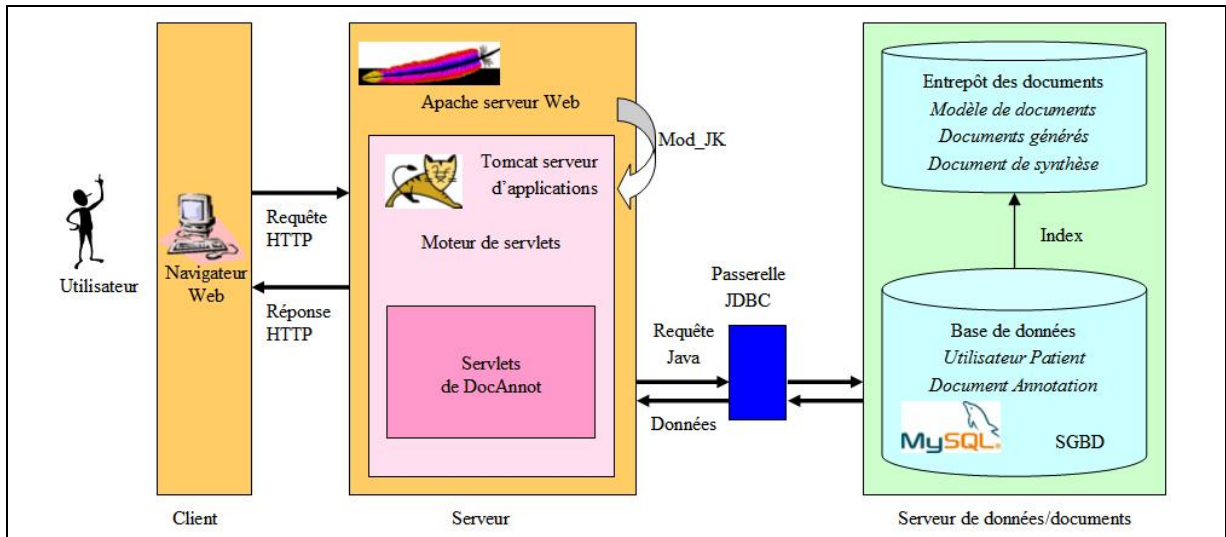 Utilisateur
Navigateur
Web
Client
Requête
HTTP
Réponse
HTTP
Apache serveur Web
Mod_JK
Tomcat serveur
d'applications
Moteur de servlets
Servlets
de DocAnnot
Serveur
Passerelle
JDBC
Requête
Java
Données
Entrepôt des documents
Modèle de documents
Documents générés
Document de synthèse
Index
Base de données
Utilisateur Patient
Document Annotation
MySQL
SGBD
Serveur de données/documents